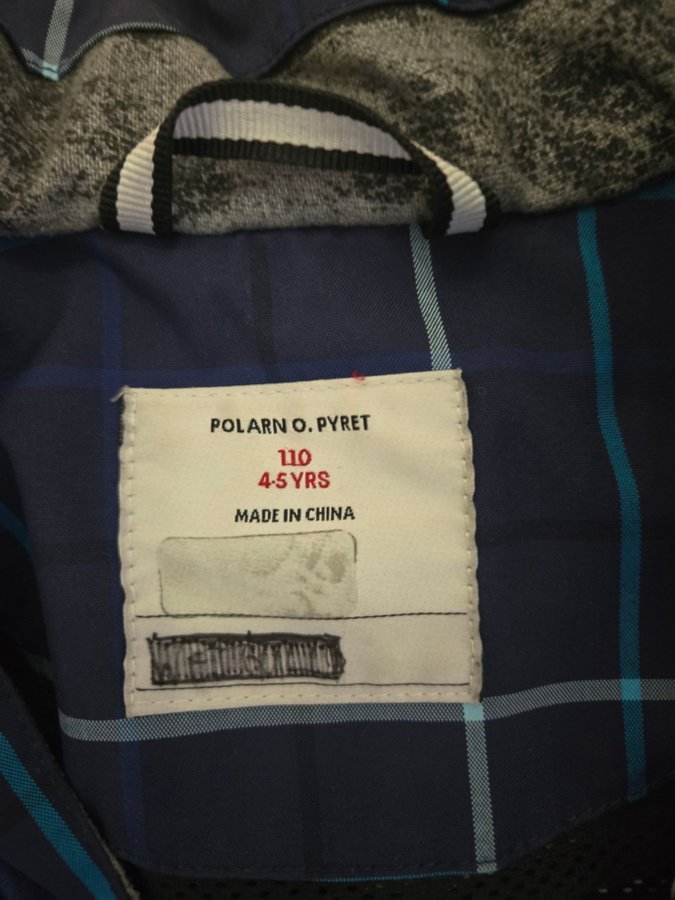 POLARN O. PYRET
110
4-5 YRS
MADE IN CHINA